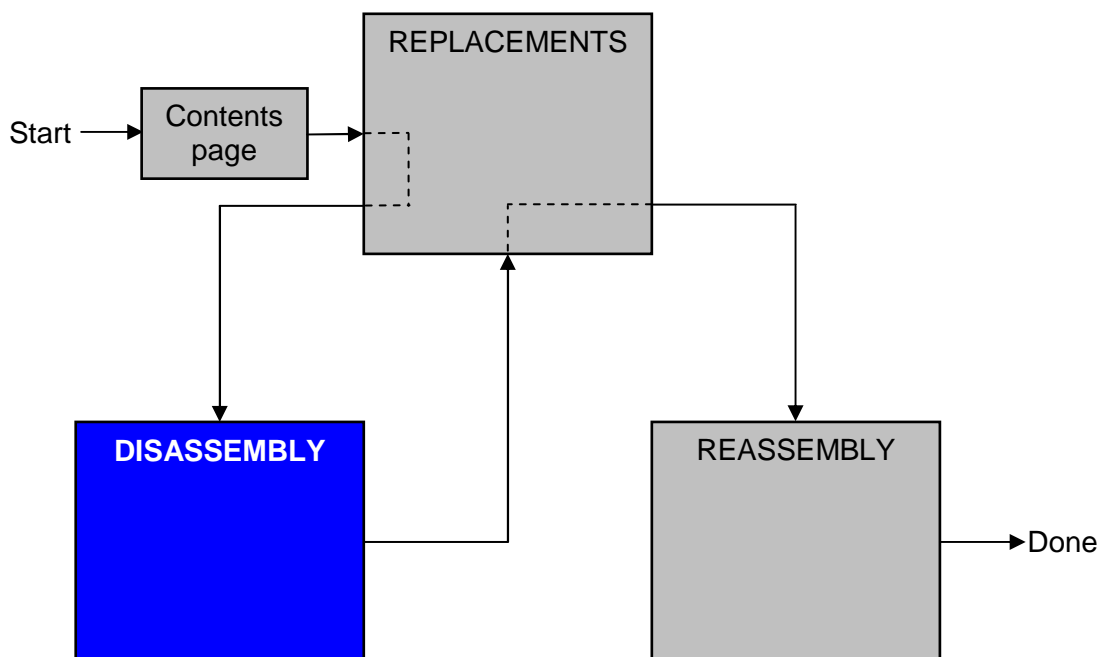 REPLACEMENTS
Start
Contents
page
DISASSEMBLY
REASSEMBLY
Done